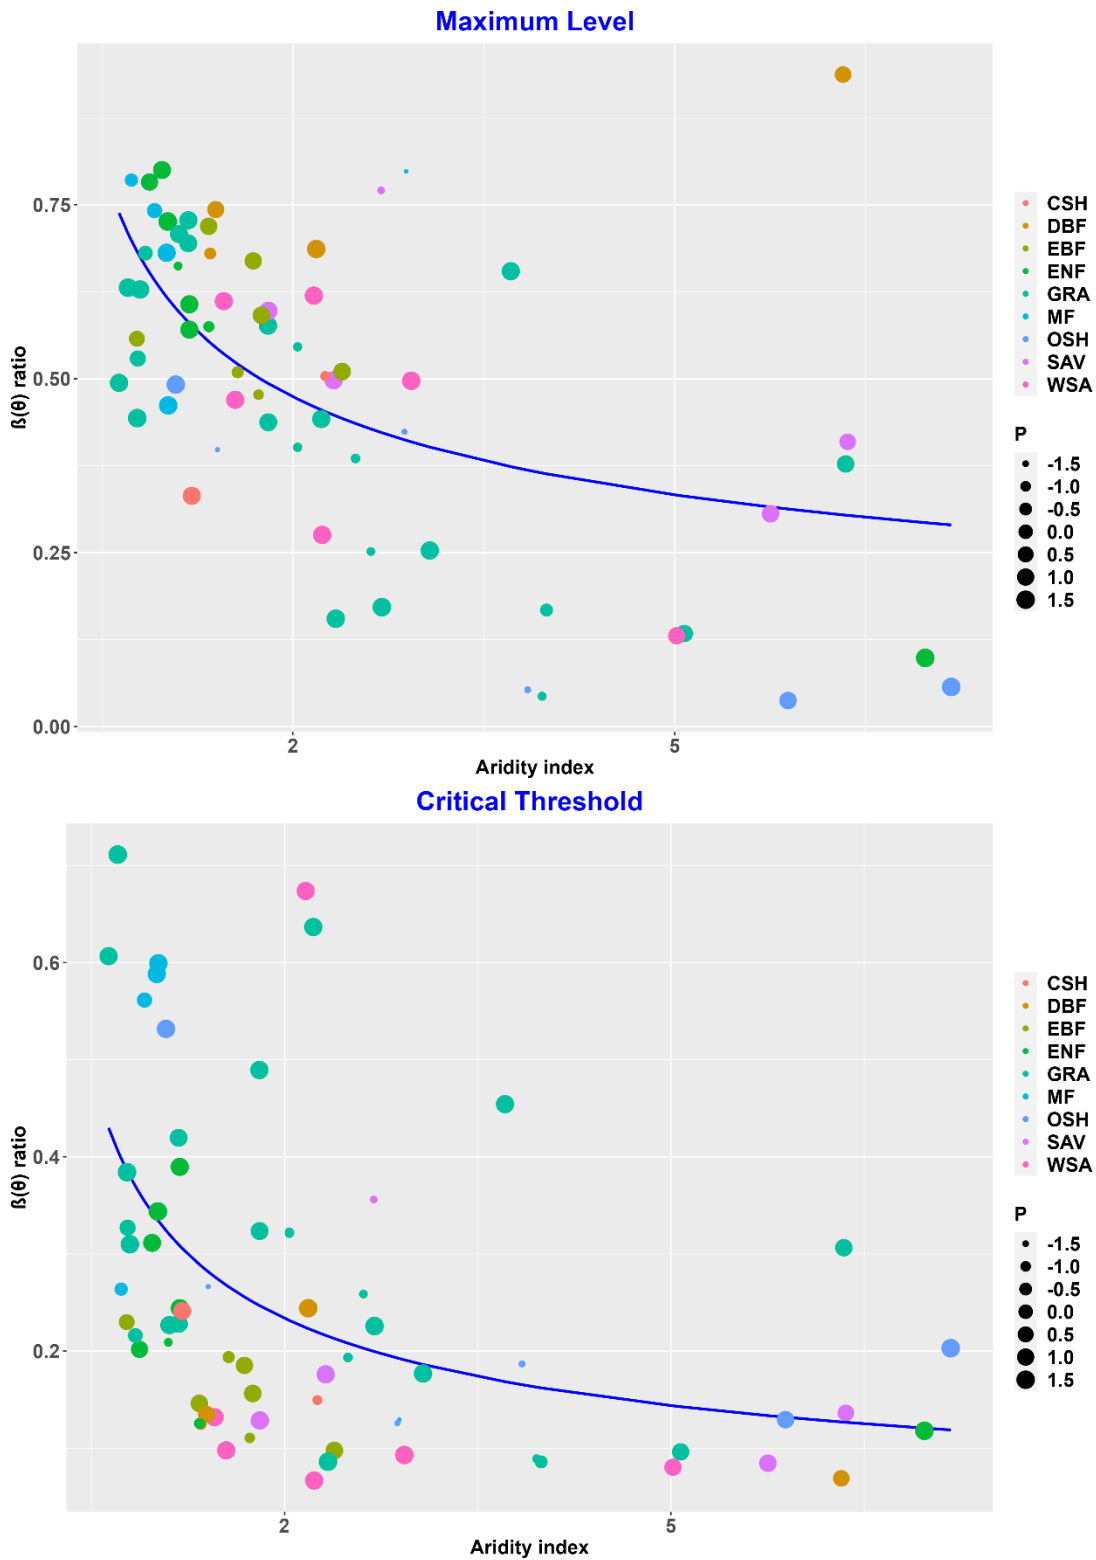 Maximum Level
ß(θ) ratio
0.75
0.50
0.25
0.00
2
5
Aridity index
CSH
DBF
EBF
ENF
GRA
MF
OSH
SAV
WSA
P
-1.5
-1.0
-0.5
0.0
0.5
1.0
1.5
Critical Threshold
ß(θ) ratio
0.6
0.4
0.2
2
5
Aridity index
CSH
DBF
EBF
ENF
GRA
MF
OSH
SAV
WSA
P
-1.5
-1.0
-0.5
0.0
0.5
1.0
1.5